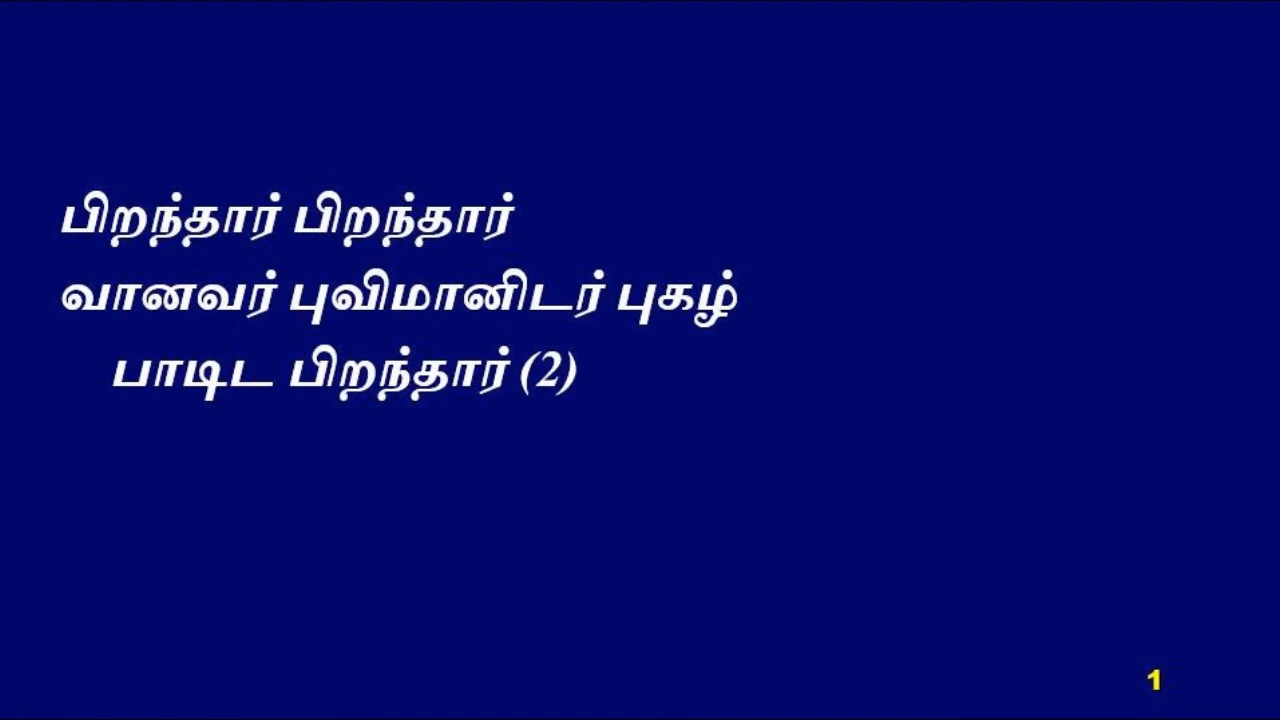 பிறந்தார் பிறந்தார்
வானவர் புவிமானிடர் புகழ்
பாடிட பிறந்தார் (2)
1